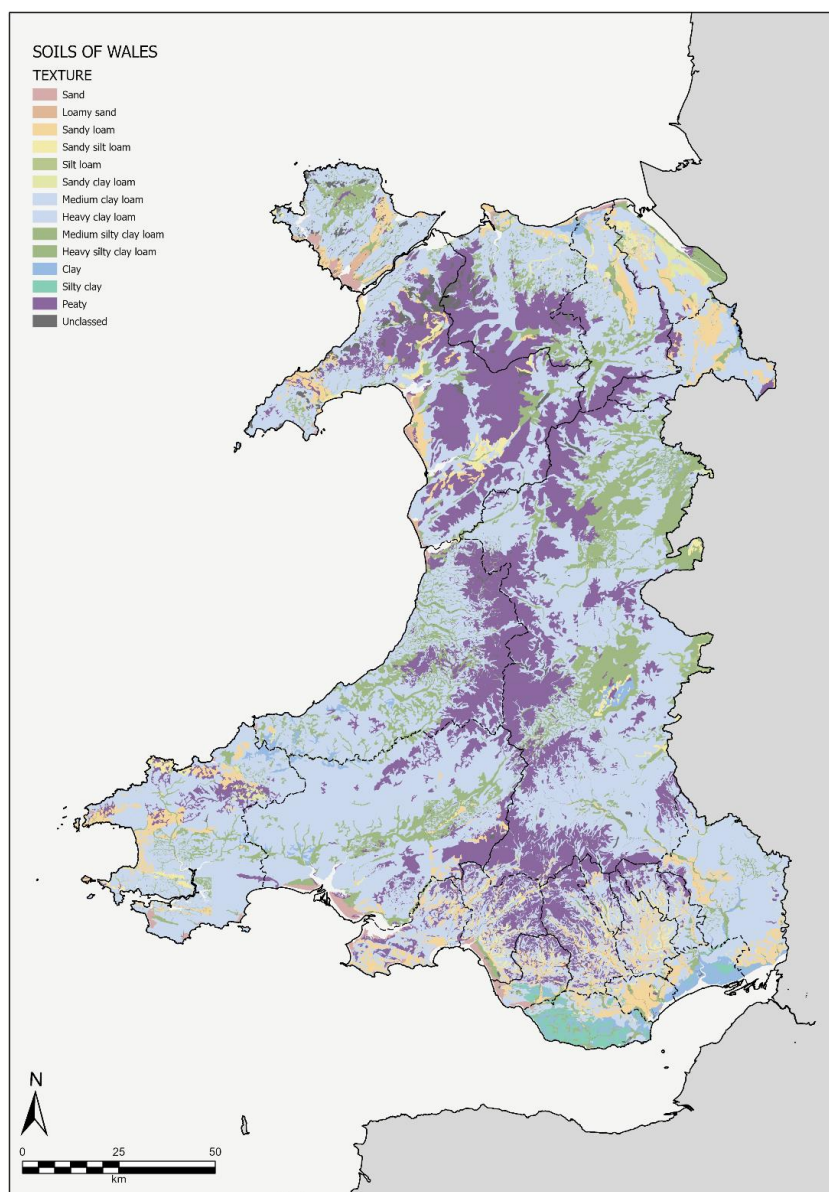 SOILS OF WALES
TEXTURE
Sand
Loamy sand
Sandy loam
Sandy silt loam
Silt loam
Sandy clay loam
Medium clay loam
Heavy clay loam
Medium silty clay loam
Heavy silty clay loam
Clay
Silty clay
Peaty
Unclassed
N
0 25 50
km